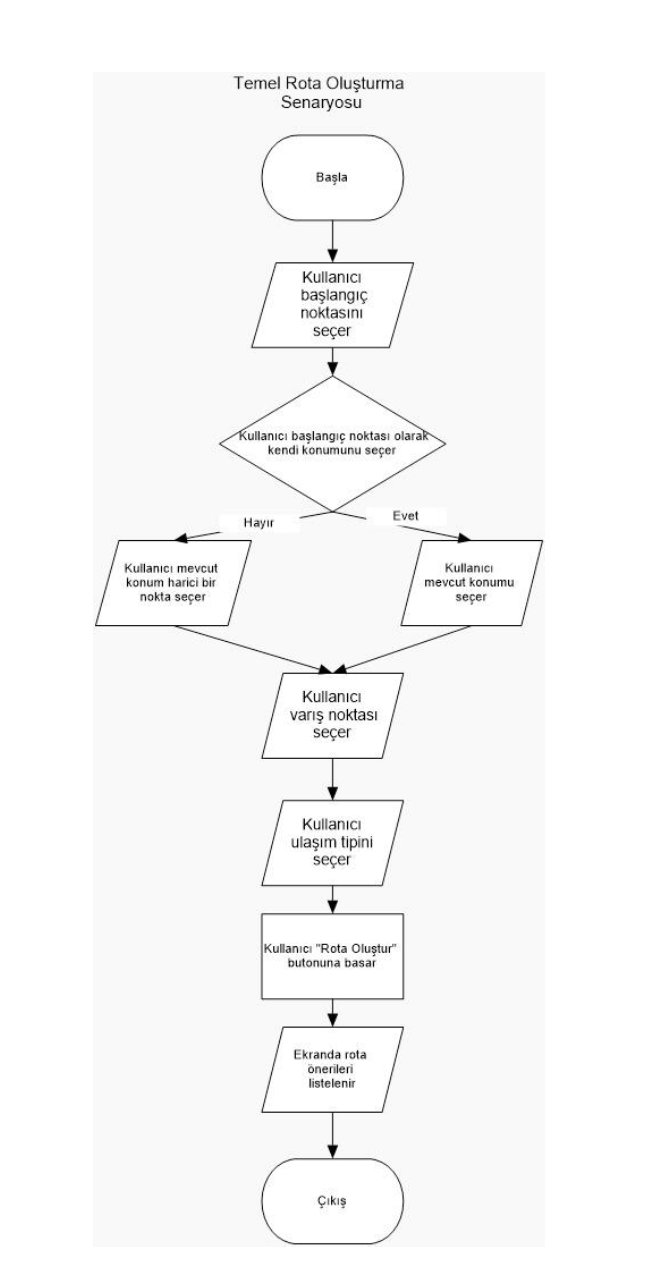 Temel Rota Oluşturma
Senaryosu
Başla
Kullanıcı
başlangıç
noktasını
seçer
Kullanıcı başlangıç noktası olarak
kendi konumunu seçer
Hayır
Evet
Kullanıcı mevcut
konum harici bir
nokta seçer
Kullanıcı
mevcut konumu
seçer
Kullanıcı
varış noktası
seçer
Kullanıcı
ulaşım tipini
seçer
Kullanıcı "Rota Oluştur"
butonuna basar
Ekranda rota
önerileri
listelenir
Çıkış